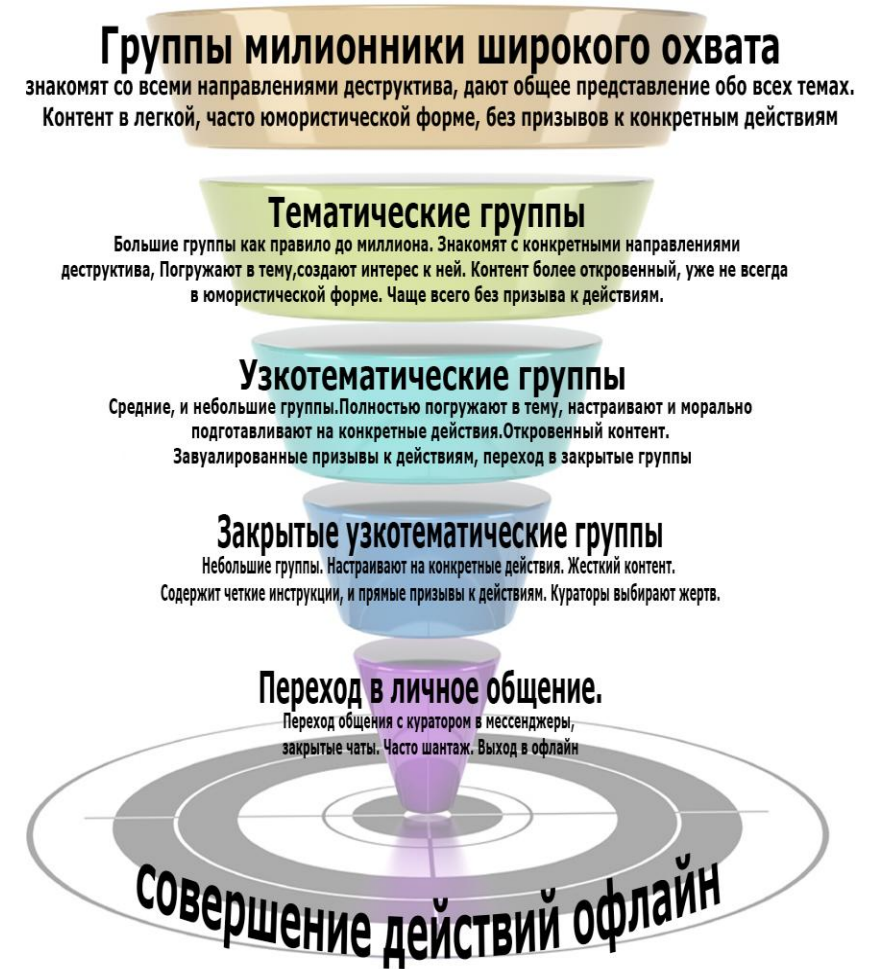 Группы милионники широкого охвата
знакомят со всеми направлениями деструктива, дают общее представление обо всех темах.
Контент в легкой, часто юмористической форме, без призывов к конкретным действиям
Тематические группы
Большие группы как правило до миллиона. Знакомят с конкретными направлениями
деструктива, Погружают в тему,создают интерес к ней. Контент более откровенный, уже не всегда
в юмористической форме. Чаще всего без призыва к действиям.
Узкотематические группы
Средние, и небольшие группы.Полностью погружают в тему, настраивают и морально
подготавливают на конкретные действия.Откровенный контент.
Завуалированные призывы к действиям, переход в закрытые группы
Закрытые узкотематические группы
Небольшие группы. Настраивают на конкретные действия. Жесткий контент.
Содержит четкие инструкции, и прямые призывы к действиям. Кураторы выбирают жертв.
Переход в личное общение.
Переход общения с куратором в мессенджеры,
закрытые чаты. Часто шантаж. Выход в офлайн
совершение действий офлайн